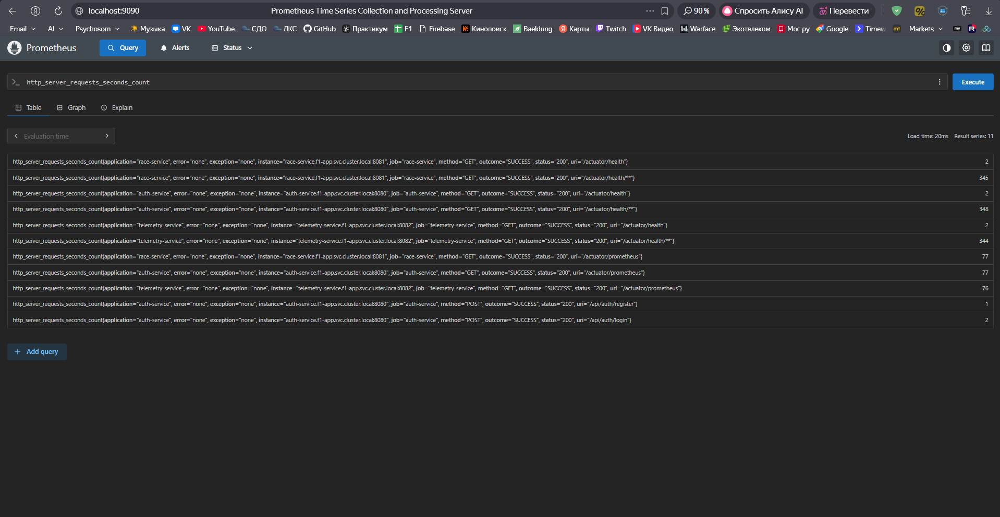 localhost:9090 Prometheus Time Series Collection and Processing Server 90 % Спросить Алису AI Перевести
Email AI Psychosom Музыка VK YouTube СДО ЛКС GitHub Практикум F1 Firebase Кинопоиск Baeldung Карты Twitch VK Видео Warface Экотелеком Мос ру Google Timew mt Markets my R
Prometheus Query Alerts Status
>_ http_server_requests_seconds_count Execute
Table Graph Explain
Evaluation time Load time: 20ms Result series: 11
http_server_requests_seconds_count{application="race-service", error="none", exception="none", instance="race-service.f1-app.svc.cluster.local:8081", job="race-service", method="GET", outcome="SUCCESS", status="200", uri="/actuator/health"} 2
http_server_requests_seconds_count{application="race-service", error="none", exception="none", instance="race-service.f1-app.svc.cluster.local:8081", job="race-service", method="GET", outcome="SUCCESS", status="200", uri="/actuator/health/**"} 345
http_server_requests_seconds_count{application="auth-service", error="none", exception="none", instance="auth-service.f1-app.svc.cluster.local:8080", job="auth-service", method="GET", outcome="SUCCESS", status="200", uri="/actuator/health"} 2
http_server_requests_seconds_count{application="auth-service", error="none", exception="none", instance="auth-service.f1-app.svc.cluster.local:8080", job="auth-service", method="GET", outcome="SUCCESS", status="200", uri="/actuator/health/**"} 348
http_server_requests_seconds_count{application="telemetry-service", error="none", exception="none", instance="telemetry-service.f1-app.svc.cluster.local:8082", job="telemetry-service", method="GET", outcome="SUCCESS", status="200", uri="/actuator/health"} 2
http_server_requests_seconds_count{application="telemetry-service", error="none", exception="none", instance="telemetry-service.f1-app.svc.cluster.local:8082", job="telemetry-service", method="GET", outcome="SUCCESS", status="200", uri="/actuator/health/**"} 344
http_server_requests_seconds_count{application="race-service", error="none", exception="none", instance="race-service.f1-app.svc.cluster.local:8081", job="race-service", method="GET", outcome="SUCCESS", status="200", uri="/actuator/prometheus"} 77
http_server_requests_seconds_count{application="auth-service", error="none", exception="none", instance="auth-service.f1-app.svc.cluster.local:8080", job="auth-service", method="GET", outcome="SUCCESS", status="200", uri="/actuator/prometheus"} 77
http_server_requests_seconds_count{application="telemetry-service", error="none", exception="none", instance="telemetry-service.f1-app.svc.cluster.local:8082", job="telemetry-service", method="GET", outcome="SUCCESS", status="200", uri="/actuator/prometheus"} 76
http_server_requests_seconds_count{application="auth-service", error="none", exception="none", instance="auth-service.f1-app.svc.cluster.local:8080", job="auth-service", method="POST", outcome="SUCCESS", status="200", uri="/api/auth/register"} 1
http_server_requests_seconds_count{application="auth-service", error="none", exception="none", instance="auth-service.f1-app.svc.cluster.local:8080", job="auth-service", method="POST", outcome="SUCCESS", status="200", uri="/api/auth/login"} 2
+ Add query